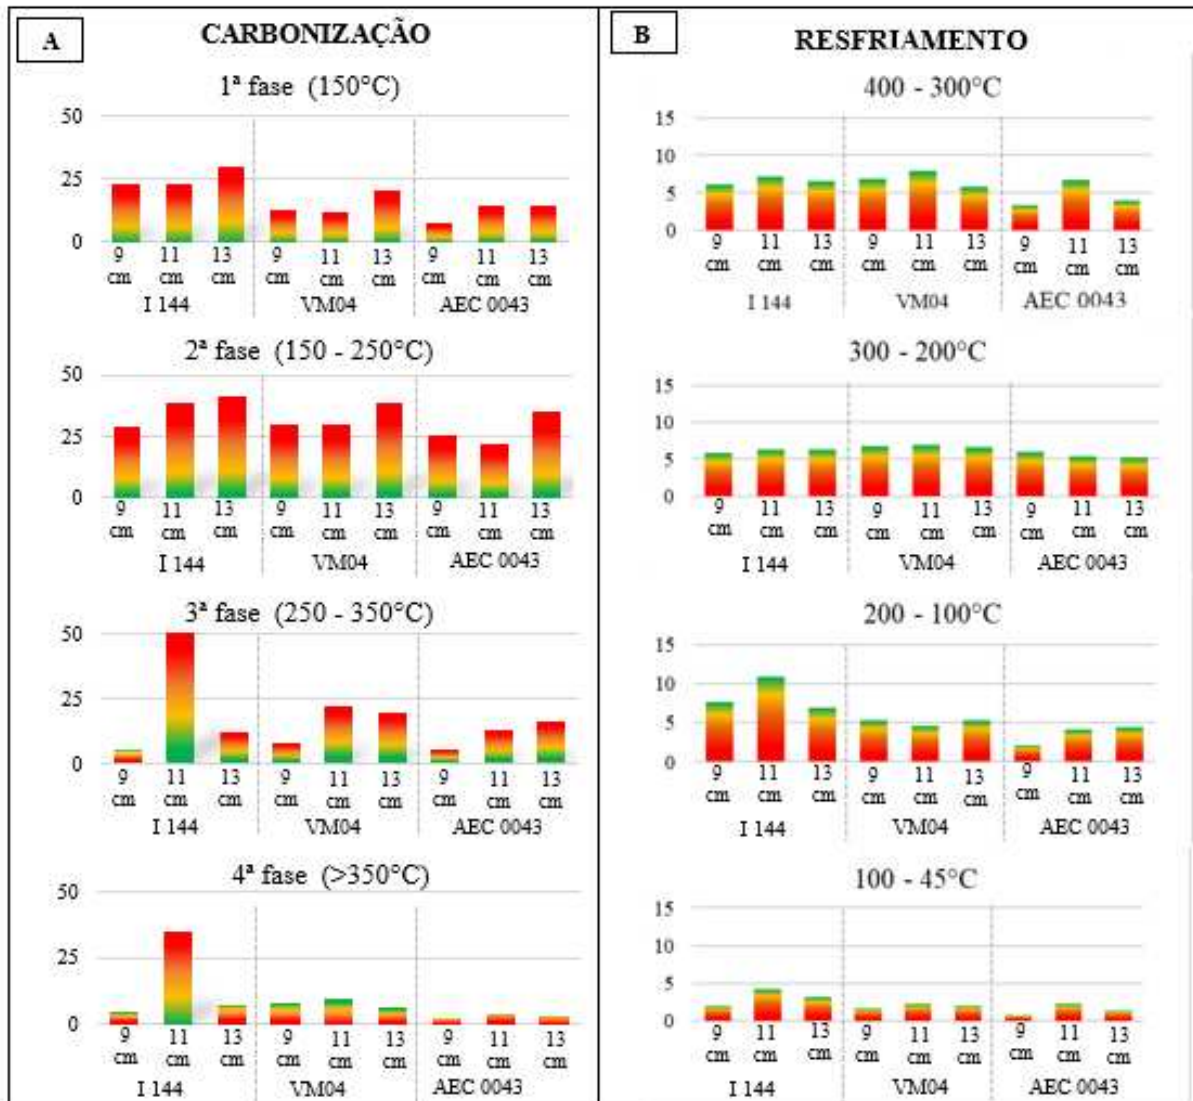 A
CARBONIZAÇÃO
1ª fase (150°C)
50
25
0
9 cm 11 cm 13 cm 9 cm 11 cm 13 cm 9 cm 11 cm 13 cm
I 144 VM04 AEC 0043
2ª fase (150 - 250°C)
50
25
0
9 cm 11 cm 13 cm 9 cm 11 cm 13 cm 9 cm 11 cm 13 cm
I 144 VM04 AEC 0043
3ª fase (250 - 350°C)
50
25
0
9 cm 11 cm 13 cm 9 cm 11 cm 13 cm 9 cm 11 cm 13 cm
I 144 VM04 AEC 0043
4ª fase (>350°C)
50
25
0
9 cm 11 cm 13 cm 9 cm 11 cm 13 cm 9 cm 11 cm 13 cm
I 144 VM04 AEC 0043
B
RESFRIAMENTO
400 - 300°C
15
10
5
0
9 cm 11 cm 13 cm 9 cm 11 cm 13 cm 9 cm 11 cm 13 cm
I 144 VM04 AEC 0043
300 - 200°C
15
10
5
0
9 cm 11 cm 13 cm 9 cm 11 cm 13 cm 9 cm 11 cm 13 cm
I 144 VM04 AEC 0043
200 - 100°C
15
10
5
0
9 cm 11 cm 13 cm 9 cm 11 cm 13 cm 9 cm 11 cm 13 cm
I 144 VM04 AEC 0043
100 - 45°C
15
10
5
0
9 cm 11 cm 13 cm 9 cm 11 cm 13 cm 9 cm 11 cm 13 cm
I 144 VM04 AEC 0043